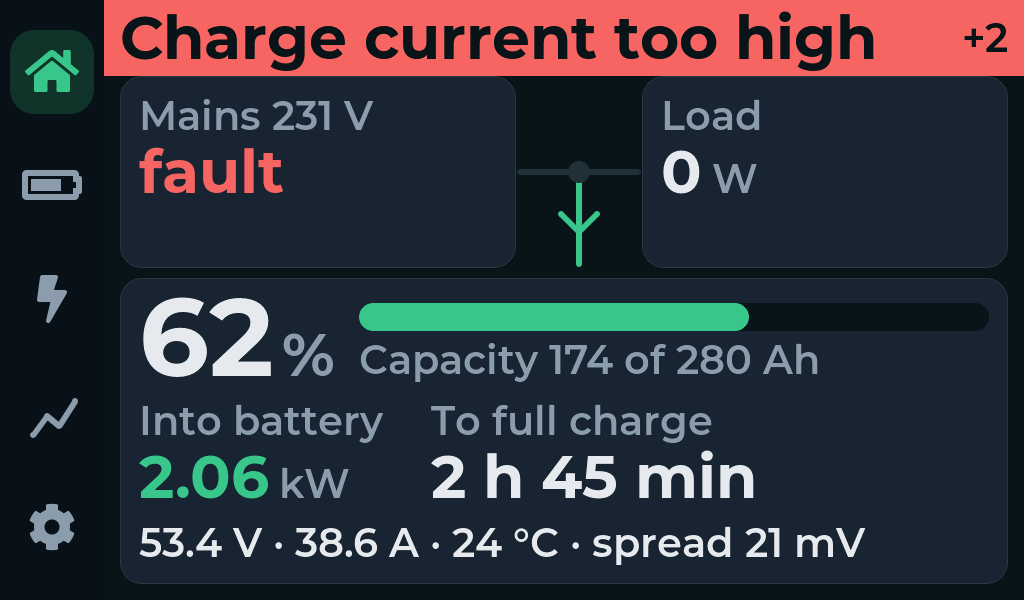 Charge current too high +2
Mains 231 V
fault
Load
0 W
62 %
Capacity 174 of 280 Ah
Into battery
2.06 kW
To full charge
2 h 45 min
53.4 V · 38.6 A · 24 °C · spread 21 mV